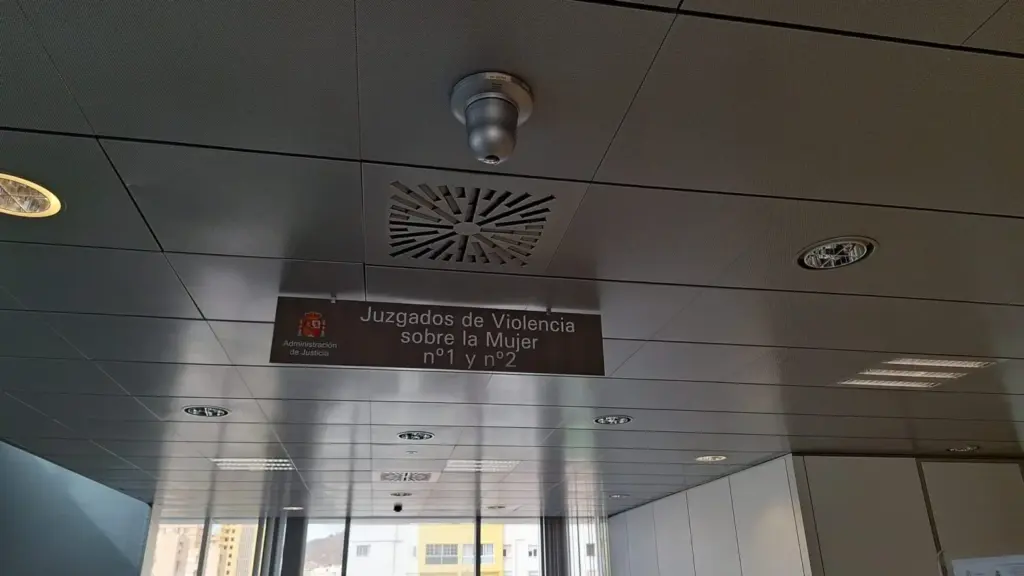 Juzgados de Violencia
sobre la Mujer
nº1 y nº2
Administración
de Justicia